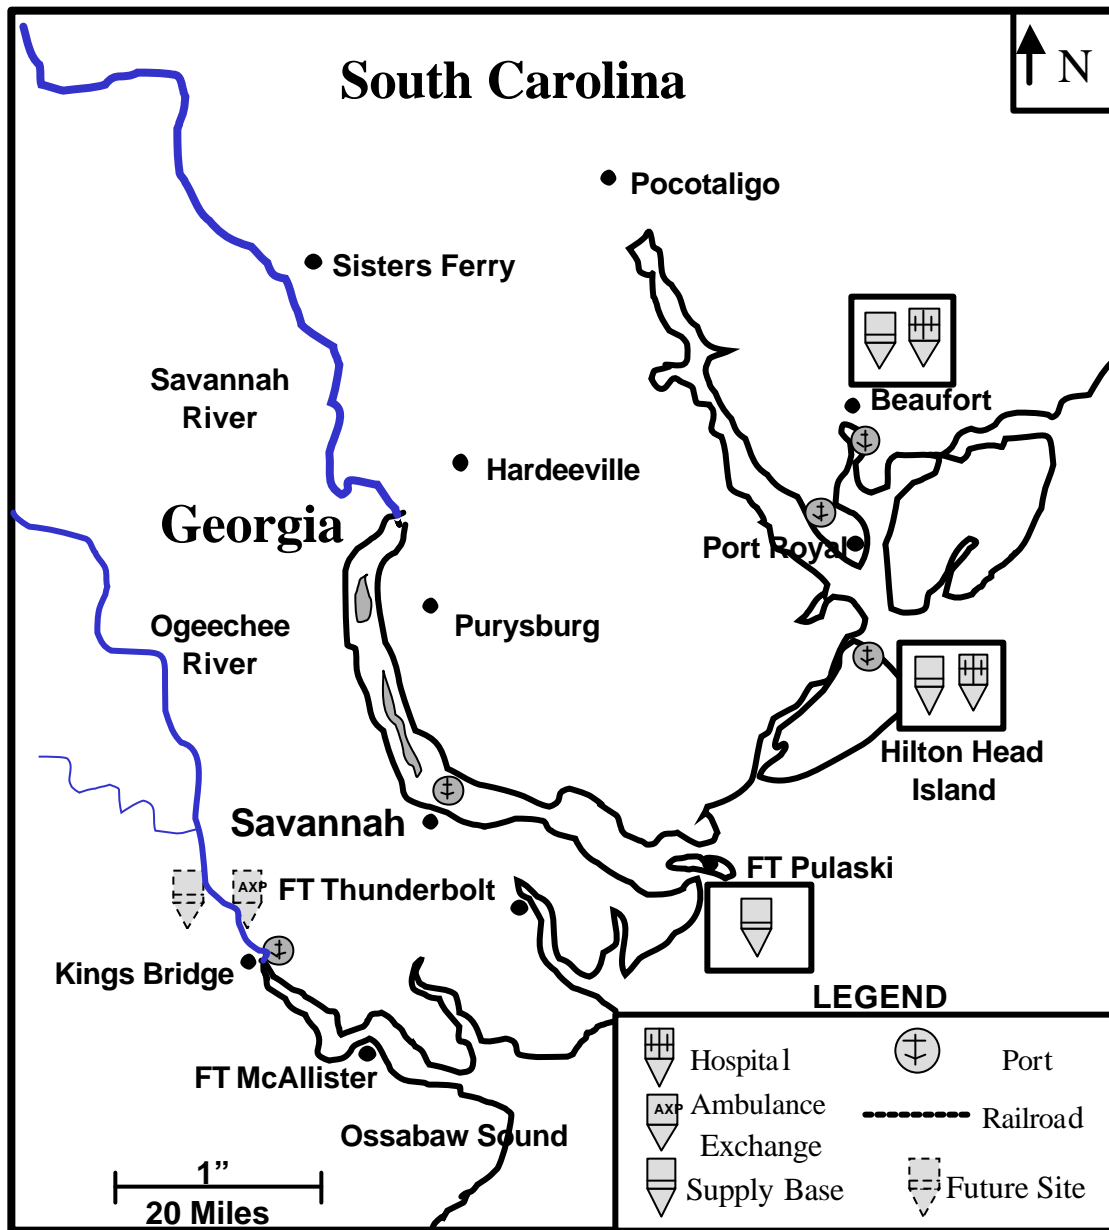 South Carolina
N
Pocotaligo
Sisters Ferry
Savannah
River
Beaufort
Hardeeville
Georgia
Port Royal
Ogeechee
River
Purysburg
Hilton Head
Island
Savannah
FT Pulaski
AXP
FT Thunderbolt
Kings Bridge
LEGEND
FT McAllister
Ossabaw Sound
Hospital
Port
AXP
Ambulance
Exchange
Railroad
Supply Base
Future Site
1”
20 Miles